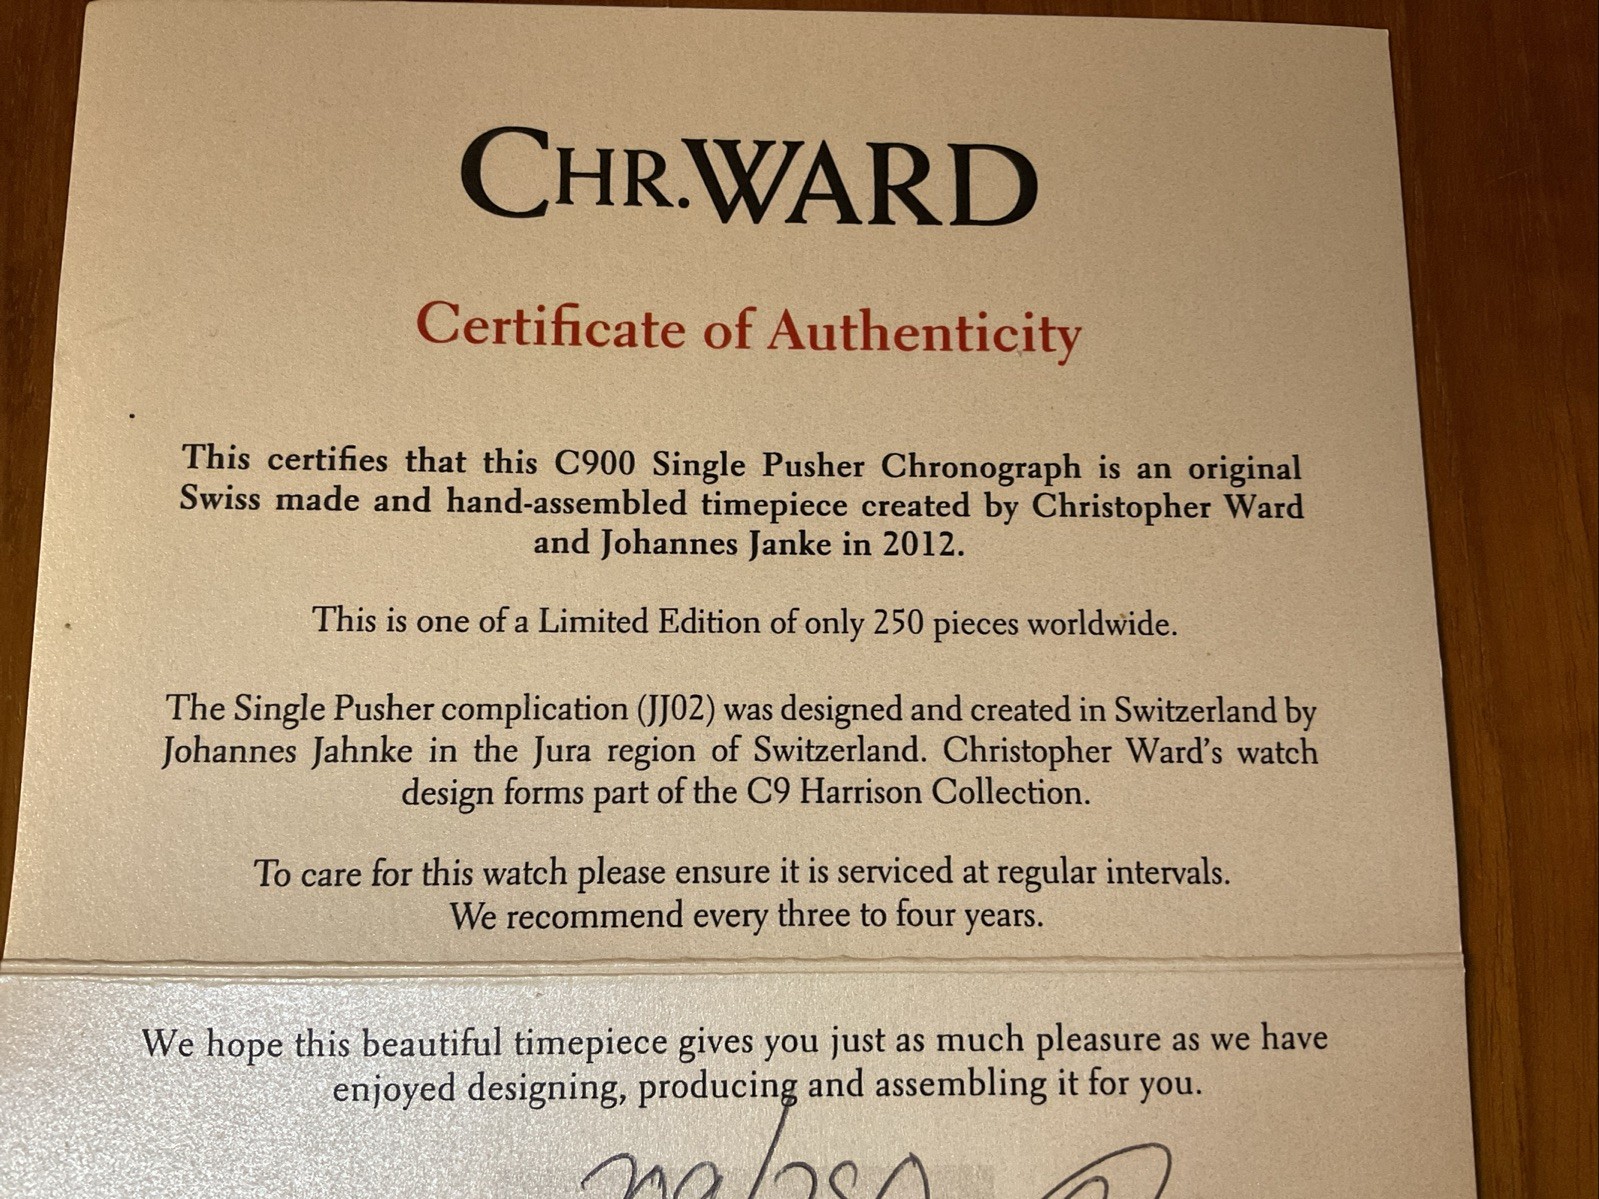 CHR.WARD
Certificate of Authenticity
This certifies that this C900 Single Pusher Chronograph is an original
Swiss made and hand-assembled timepiece created by Christopher Ward
and Johannes Janke in 2012.
This is one of a Limited Edition of only 250 pieces worldwide.
The Single Pusher complication (JJ02) was designed and created in Switzerland by
Johannes Jahnke in the Jura region of Switzerland. Christopher Ward's watch
design forms part of the C9 Harrison Collection.
To care for this watch please ensure it is serviced at regular intervals.
We recommend every three to four years.
We hope this beautiful timepiece gives you just as much pleasure as we have
enjoyed designing, producing and assembling it for you.